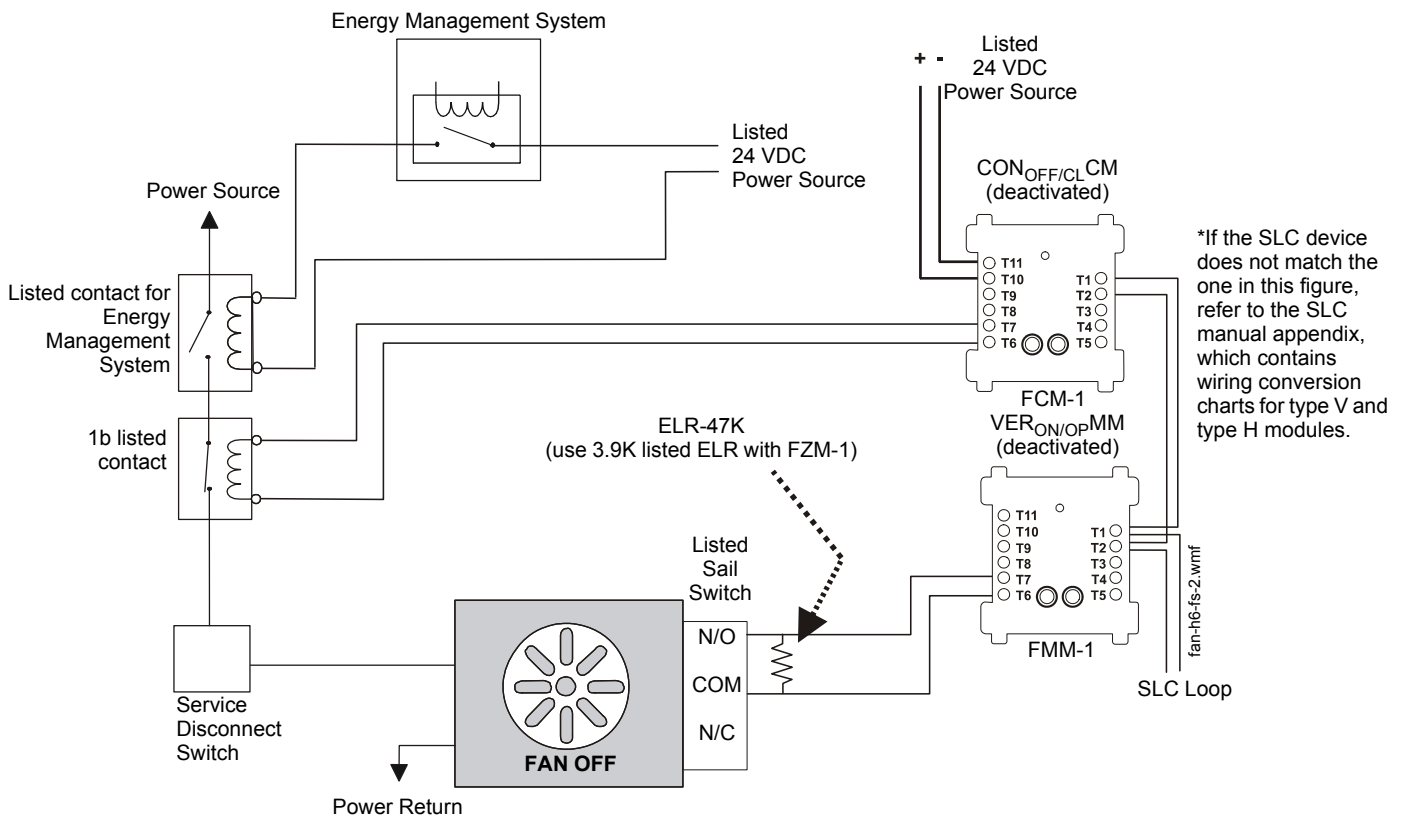 Energy Management System
+ -
Listed
24 VDC
Power Source
Listed
24 VDC
Power Source
Power Source
CONOFF/CLCM
(deactivated)
T11
T10
T9
T8
T7
T6
T1
T2
T3
T4
T5
FCM-1
*If the SLC device
does not match the
one in this figure,
refer to the SLC
manual appendix,
which contains
wiring conversion
charts for type V and
type H modules.
Listed contact for
Energy
Management
System
1b listed
contact
ELR-47K
(use 3.9K listed ELR with FZM-1)
VERON/OPMM
(deactivated)
T11
T10
T9
T8
T7
T6
T1
T2
T3
T4
T5
FMM-1
fan-h6-fs-2.wmf
SLC Loop
Listed
Sail
Switch
N/O
COM
N/C
FAN OFF
Service
Disconnect
Switch
Power Return